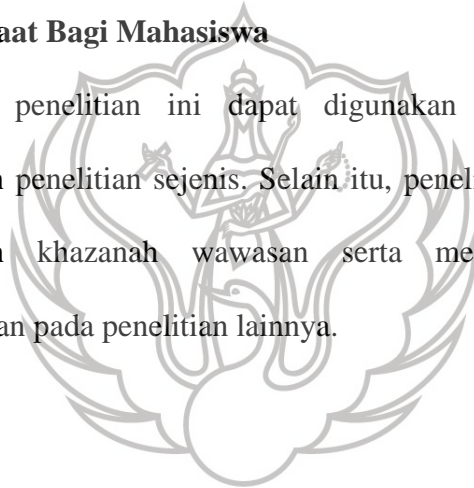 aat Bagi Mahasiswa
penelitian ini dapat digunakan
n penelitian sejenis. Selain itu, penel
n khazanah wawasan serta me
an pada penelitian lainnya.